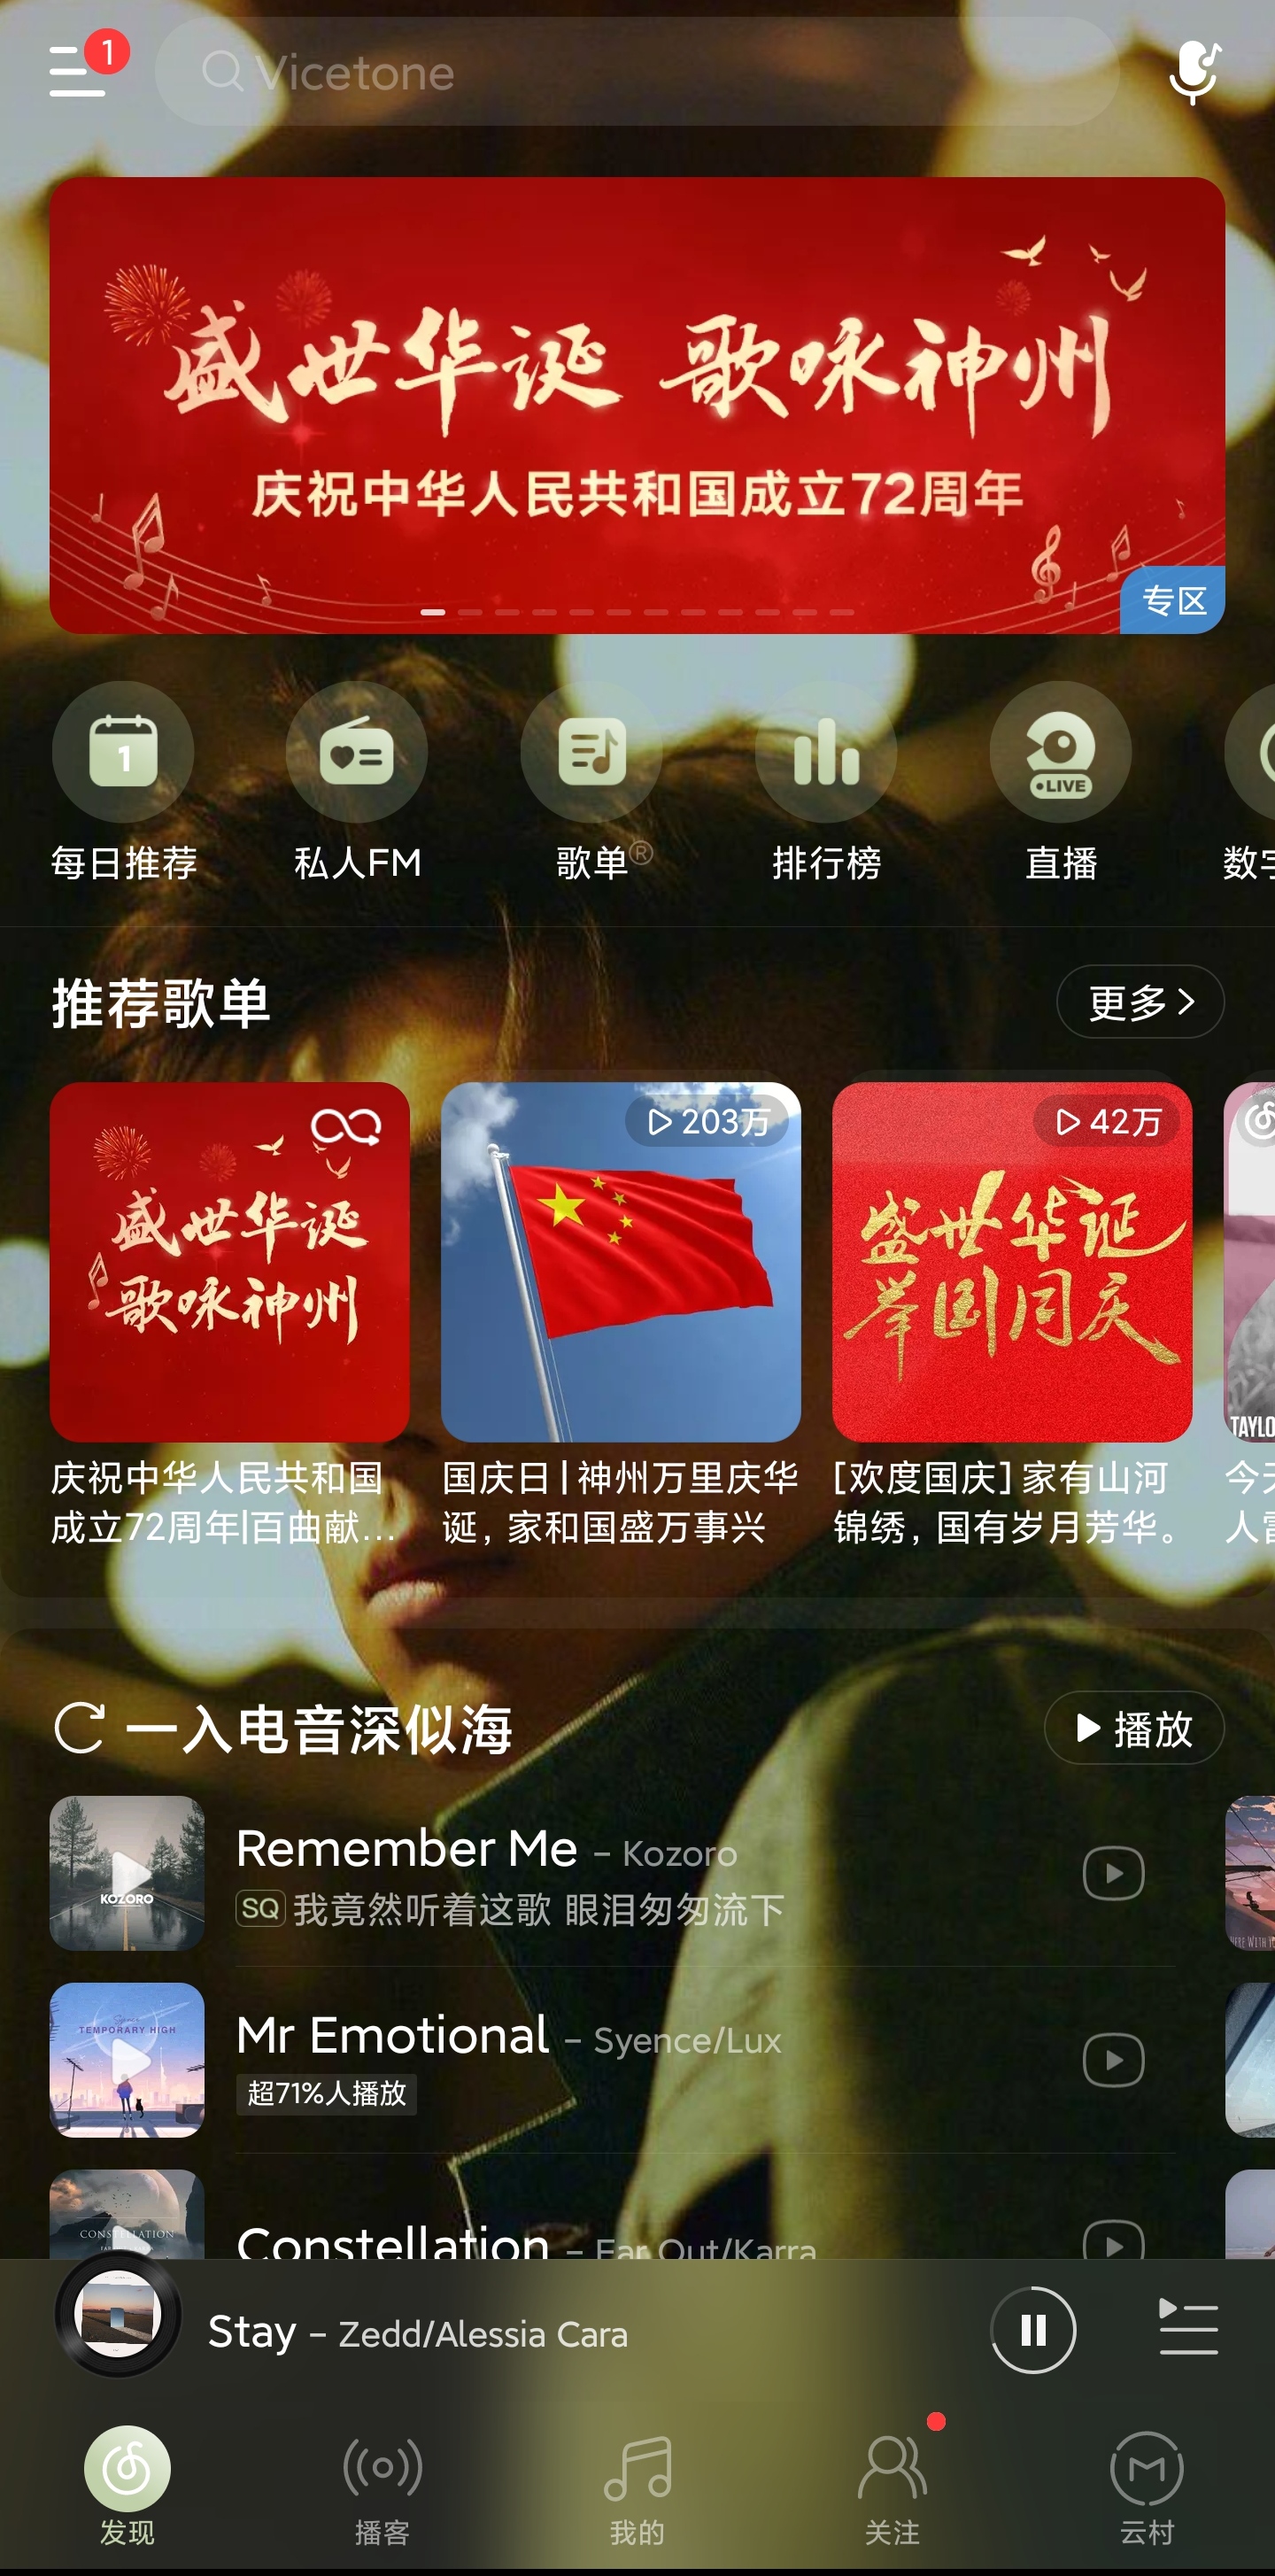 1
Vicetone
盛世华诞 歌咏神州
庆祝中华人民共和国成立72周年
专区
1
LIVE
每日推荐
私人FM
歌单®
排行榜
直播
数字
推荐歌单
更多
盛世华诞
歌咏神州
203万
42万
盛世华诞
举国同庆
TAYLO
庆祝中华人民共和国
成立72周年|百曲献...
国庆日|神州万里庆华
诞，家和国盛万事兴
[欢度国庆]家有山河
锦绣，国有岁月芳华。
今天
人
一入电音深似海
播放
KOZORO
Remember Me - Kozoro
SQ 我竟然听着这歌 眼泪匆匆流下
TEMPORARY HIGH
Mr Emotional - Syence/Lux
超71%人播放
CONSTELLATION
Constellation - Far Out/Karra
Stay - Zedd/Alessia Cara
发现
播客
我的
关注
云村